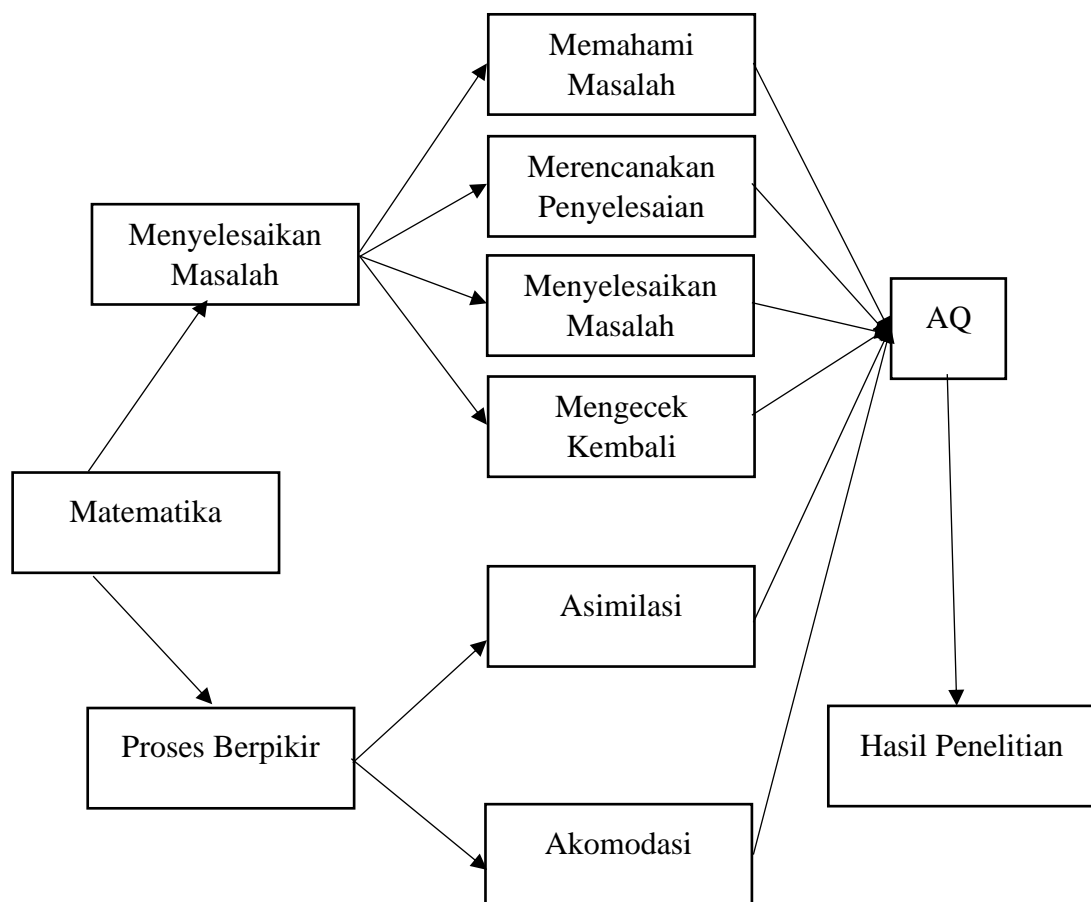 Memahami
Masalah
Merencanakan
Penyelesaian
Menyelesaikan
Masalah
Menyelesaikan
Masalah
AQ
Mengecek
Kembali
Matematika
Asimilasi
Proses Berpikir
Hasil Penelitian
Akomodasi